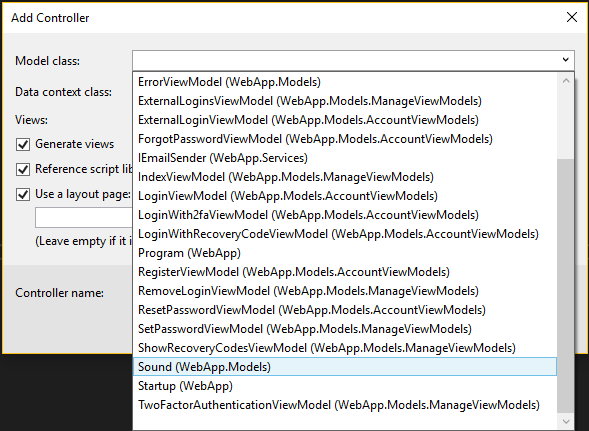 Add Controller
Model class:
Data context class:
Views:
Generate views
Reference script lib
Use a layout page:
(Leave empty if it i
Controller name:
ErrorViewModel (WebApp.Models)
ExternalLoginsViewModel (WebApp.Models.ManageViewModels)
ExternalLoginViewModel (WebApp.Models.AccountViewModels)
ForgotPasswordViewModel (WebApp.Models.AccountViewModels)
IEmailSender (WebApp.Services)
IndexViewModel (WebApp.Models.ManageViewModels)
LoginViewModel (WebApp.Models.AccountViewModels)
LoginWith2faViewModel (WebApp.Models.AccountViewModels)
LoginWithRecoveryCodeViewModel (WebApp.Models.AccountViewModels)
Program (WebApp)
RegisterViewModel (WebApp.Models.AccountViewModels)
RemoveLoginViewModel (WebApp.Models.ManageViewModels)
ResetPasswordViewModel (WebApp.Models.AccountViewModels)
SetPasswordViewModel (WebApp.Models.ManageViewModels)
ShowRecoveryCodesViewModel (WebApp.Models.ManageViewModels)
Sound (WebApp.Models)
Startup (WebApp)
TwoFactorAuthenticationViewModel (WebApp.Models.ManageViewModels)